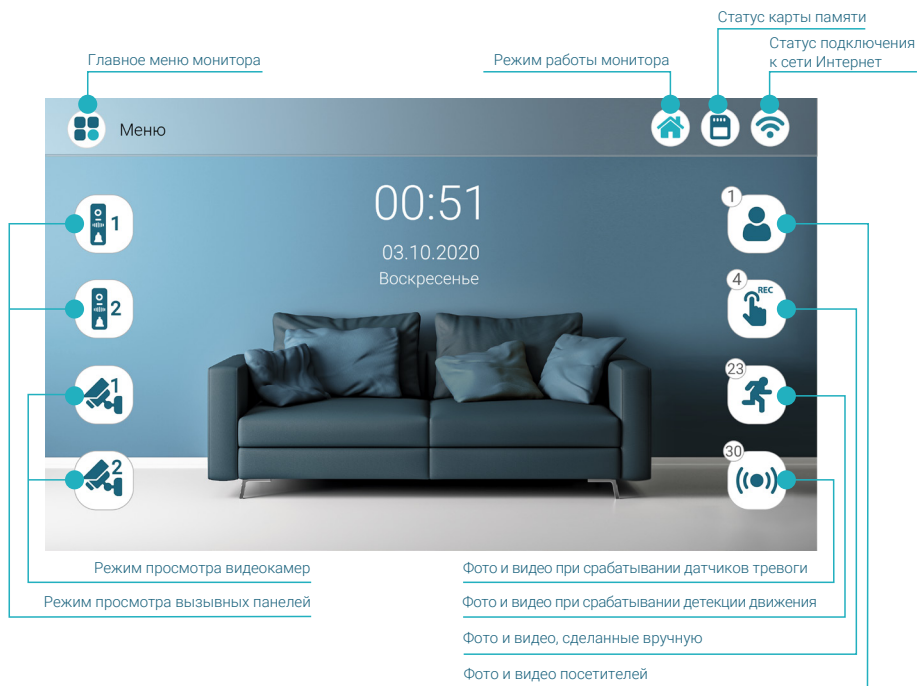 Статус карты памяти
Статус подключения
к сети Интернет
Главное меню монитора
Режим работы монитора
Меню
00:51
03.10.2020
Воскресенье
1
2
1
2
1
4
REC
23
30
Режим просмотра видеокамер
Режим просмотра вызывных панелей
Фото и видео при срабатывании датчиков тревоги
Фото и видео при срабатывании детекции движения
Фото и видео, сделанные вручную
Фото и видео посетителей